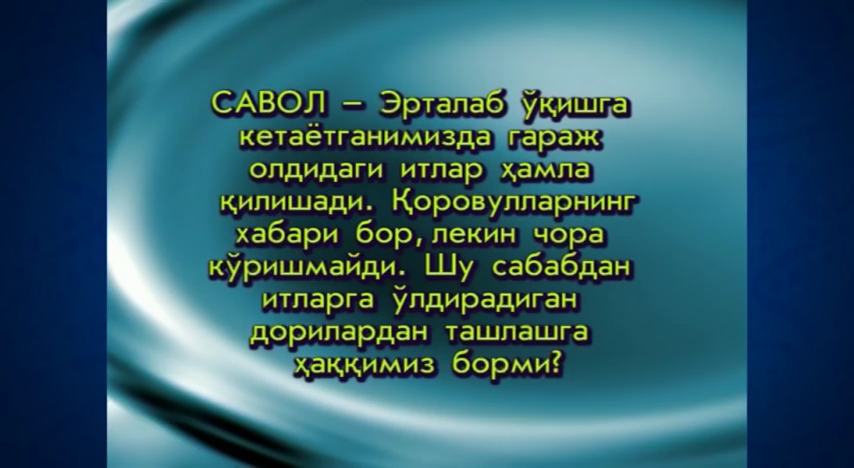 САВОЛ – Эрталаб ўқишга
кетаётганимизда гараж
олдидаги итлар ҳамла
қилишади. Қоровулларнинг
хабари бор, лекин чора
кўришмайди. Шу сабабдан
итларга ўлдирадиган
дорилардан ташлашга
ҳаққимиз борми?